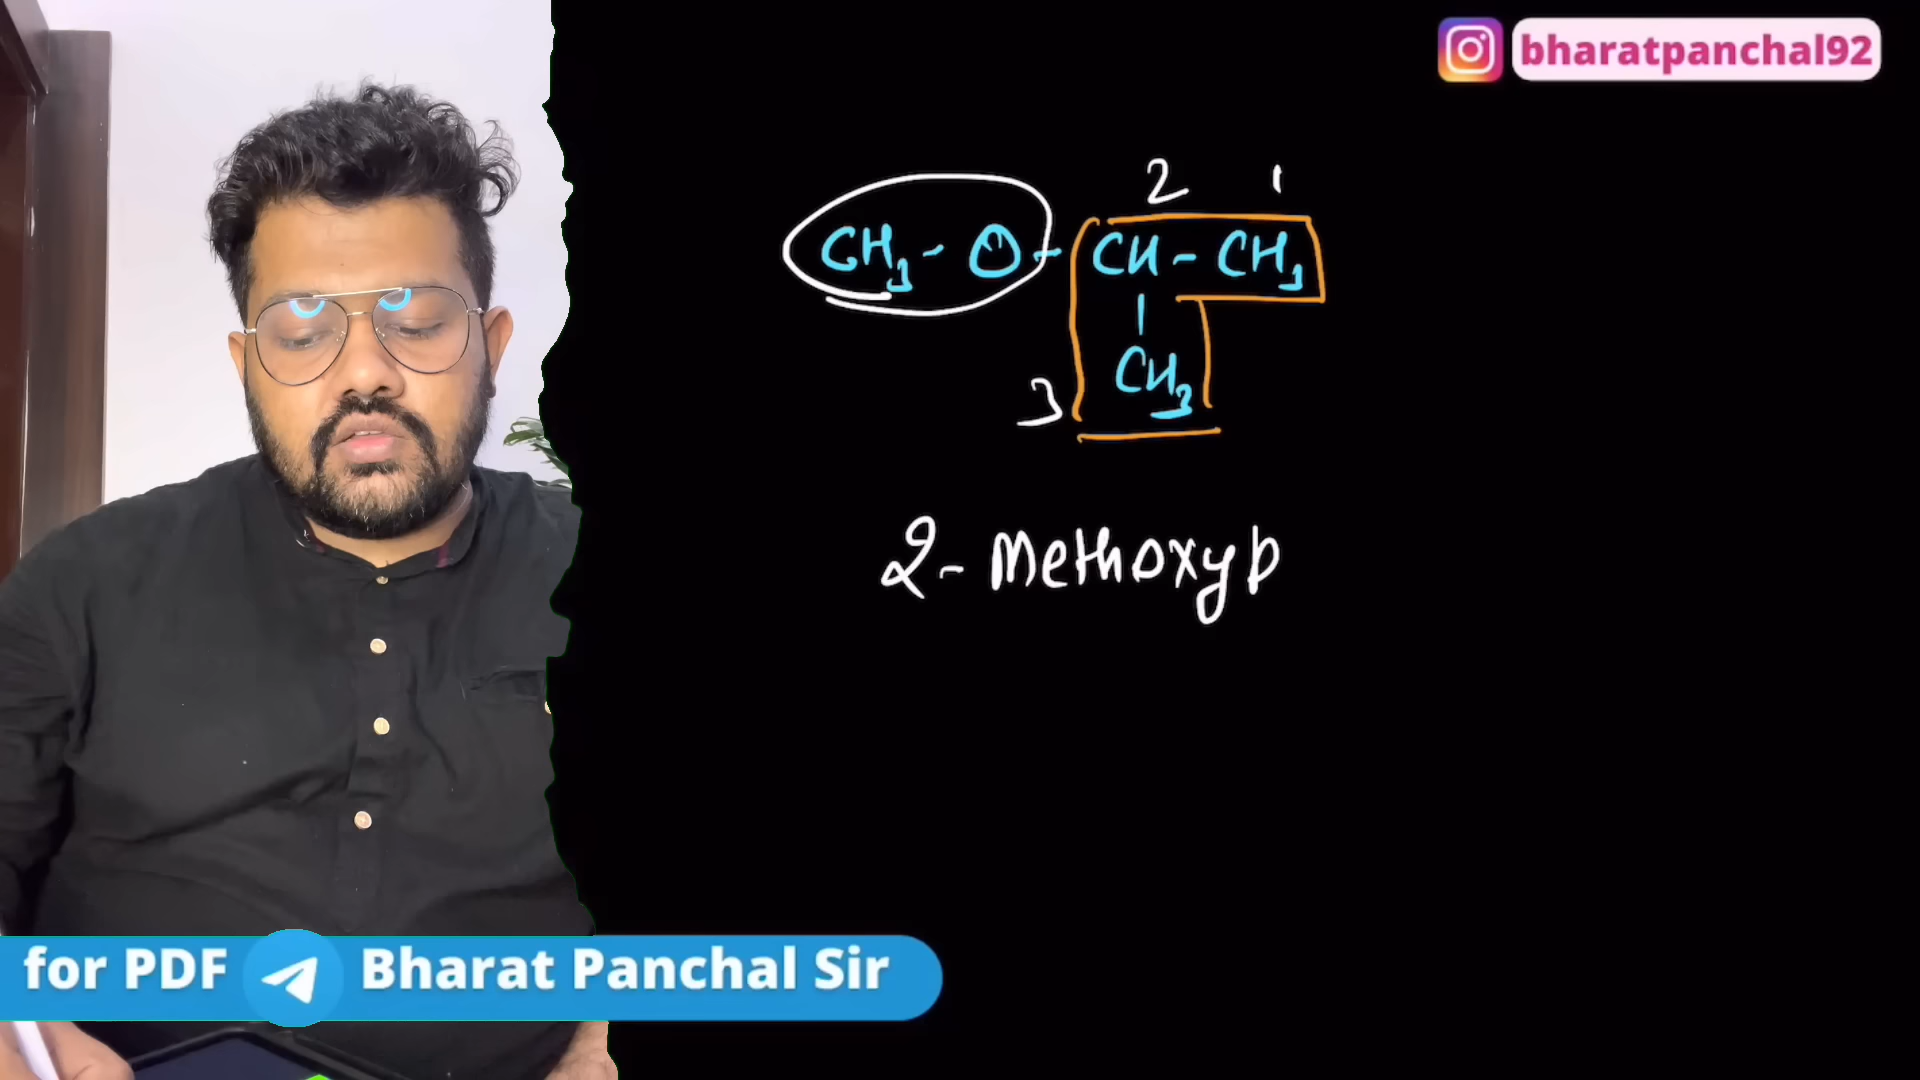 bharatpanchal92
2 1
CH3 - O - CH - CH3
|
CH3
3
2-Methoxyp
for PDF Bharat Panchal Sir